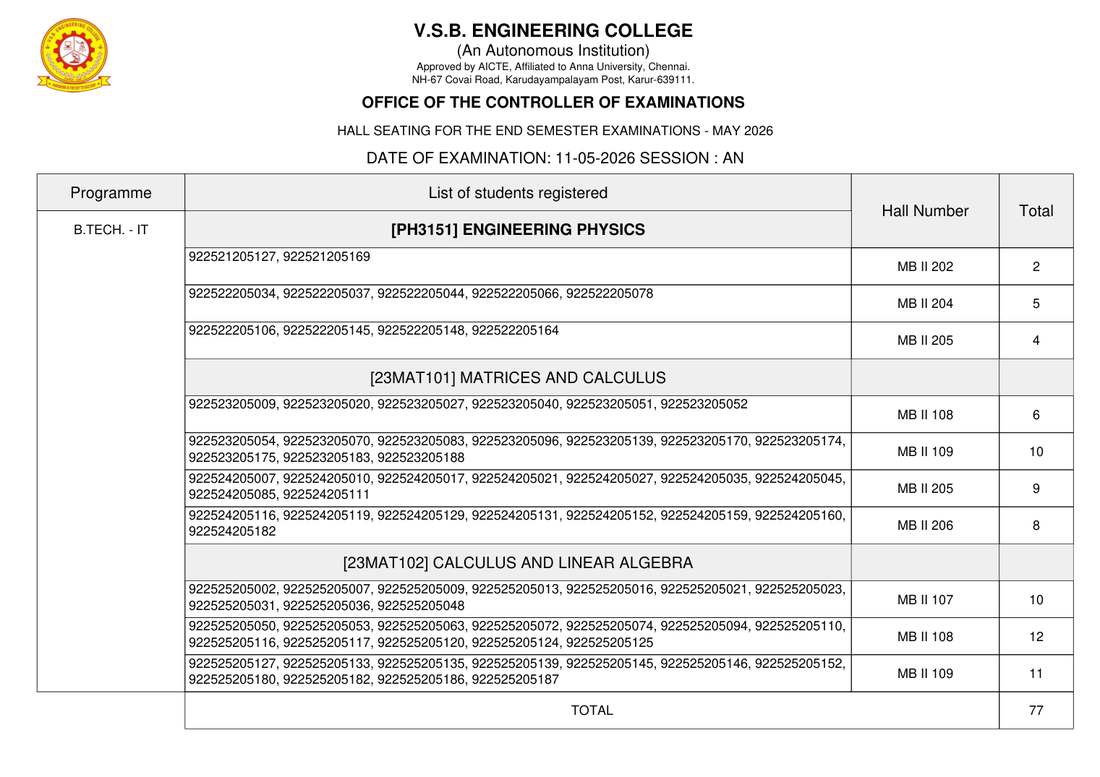 V.S.B. ENGINEERING COLLEGE
(An Autonomous Institution)
Approved by AICTE, Affiliated to Anna University, Chennai.
NH-67 Covai Road, Karudayampalayam Post, Karur-639111.
OFFICE OF THE CONTROLLER OF EXAMINATIONS
HALL SEATING FOR THE END SEMESTER EXAMINATIONS - MAY 2026
DATE OF EXAMINATION: 11-05-2026 SESSION : AN
Programme List of students registered Hall Number Total
B.TECH. - IT [PH3151] ENGINEERING PHYSICS
922521205127, 922521205169 MB II 202 2
922522205034, 922522205037, 922522205044, 922522205066, 922522205078 MB II 204 5
922522205106, 922522205145, 922522205148, 922522205164 MB II 205 4
[23MAT101] MATRICES AND CALCULUS
922523205009, 922523205020, 922523205027, 922523205040, 922523205051, 922523205052 MB II 108 6
922523205054, 922523205070, 922523205083, 922523205096, 922523205139, 922523205170, 922523205174,
922523205175, 922523205183, 922523205188 MB II 109 10
922524205007, 922524205010, 922524205017, 922524205021, 922524205027, 922524205035, 922524205045,
922524205085, 922524205111 MB II 205 9
922524205116, 922524205119, 922524205129, 922524205131, 922524205152, 922524205159, 922524205160,
922524205182 MB II 206 8
[23MAT102] CALCULUS AND LINEAR ALGEBRA
922525205002, 922525205007, 922525205009, 922525205013, 922525205016, 922525205021, 922525205023,
922525205031, 922525205036, 922525205048 MB II 107 10
922525205050, 922525205053, 922525205063, 922525205072, 922525205074, 922525205094, 922525205110,
922525205116, 922525205117, 922525205120, 922525205124, 922525205125 MB II 108 12
922525205127, 922525205133, 922525205135, 922525205139, 922525205145, 922525205146, 922525205152,
922525205180, 922525205182, 922525205186, 922525205187 MB II 109 11
TOTAL 77